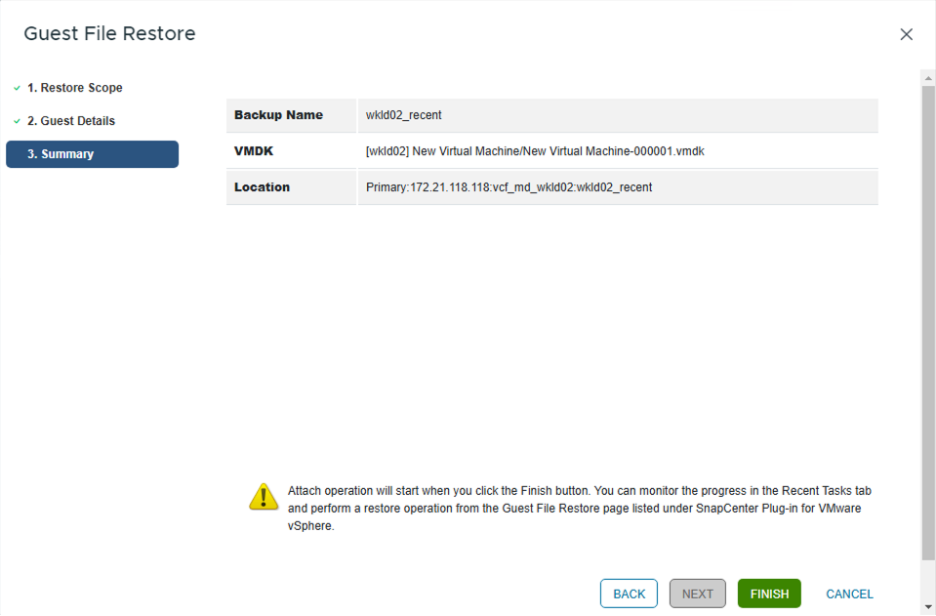 Guest File Restore
1. Restore Scope
2. Guest Details
3. Summary
Backup Name wkld02_recent
VMDK [wkld02] New Virtual Machine/New Virtual Machine-000001.vmdk
Location Primary:172.21.118.118:vcf_md_wkld02:wkld02_recent
Attach operation will start when you click the Finish button. You can monitor the progress in the Recent Tasks tab
and perform a restore operation from the Guest File Restore page listed under SnapCenter Plug-in for VMware
vSphere.
BACK NEXT FINISH CANCEL